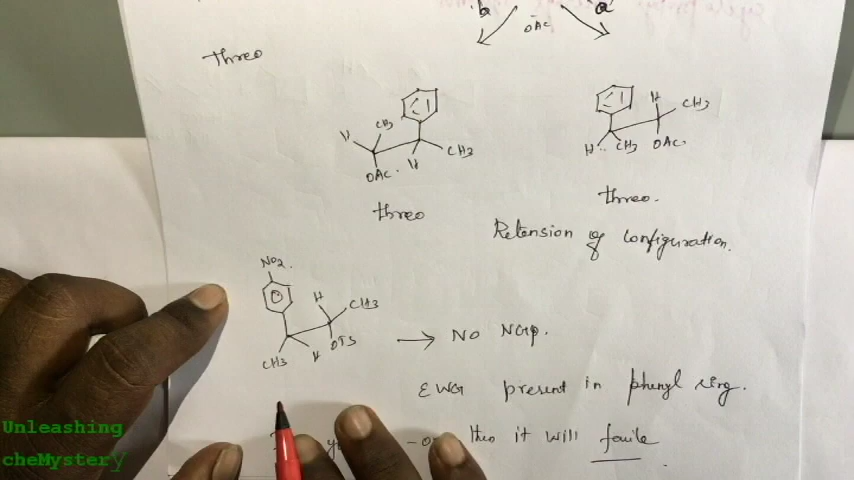 b
OAc
a
Threo
H
CH3
OAc.
H
CH3
threo
H
CH3
H
CH3
OAc.
threo.
Retension of configuration.
NO2.
H
CH3
CH3
H
OTS
→ NO NGP.
EWG present in phenyl ring.
then it will
Unleashing
cheMystery